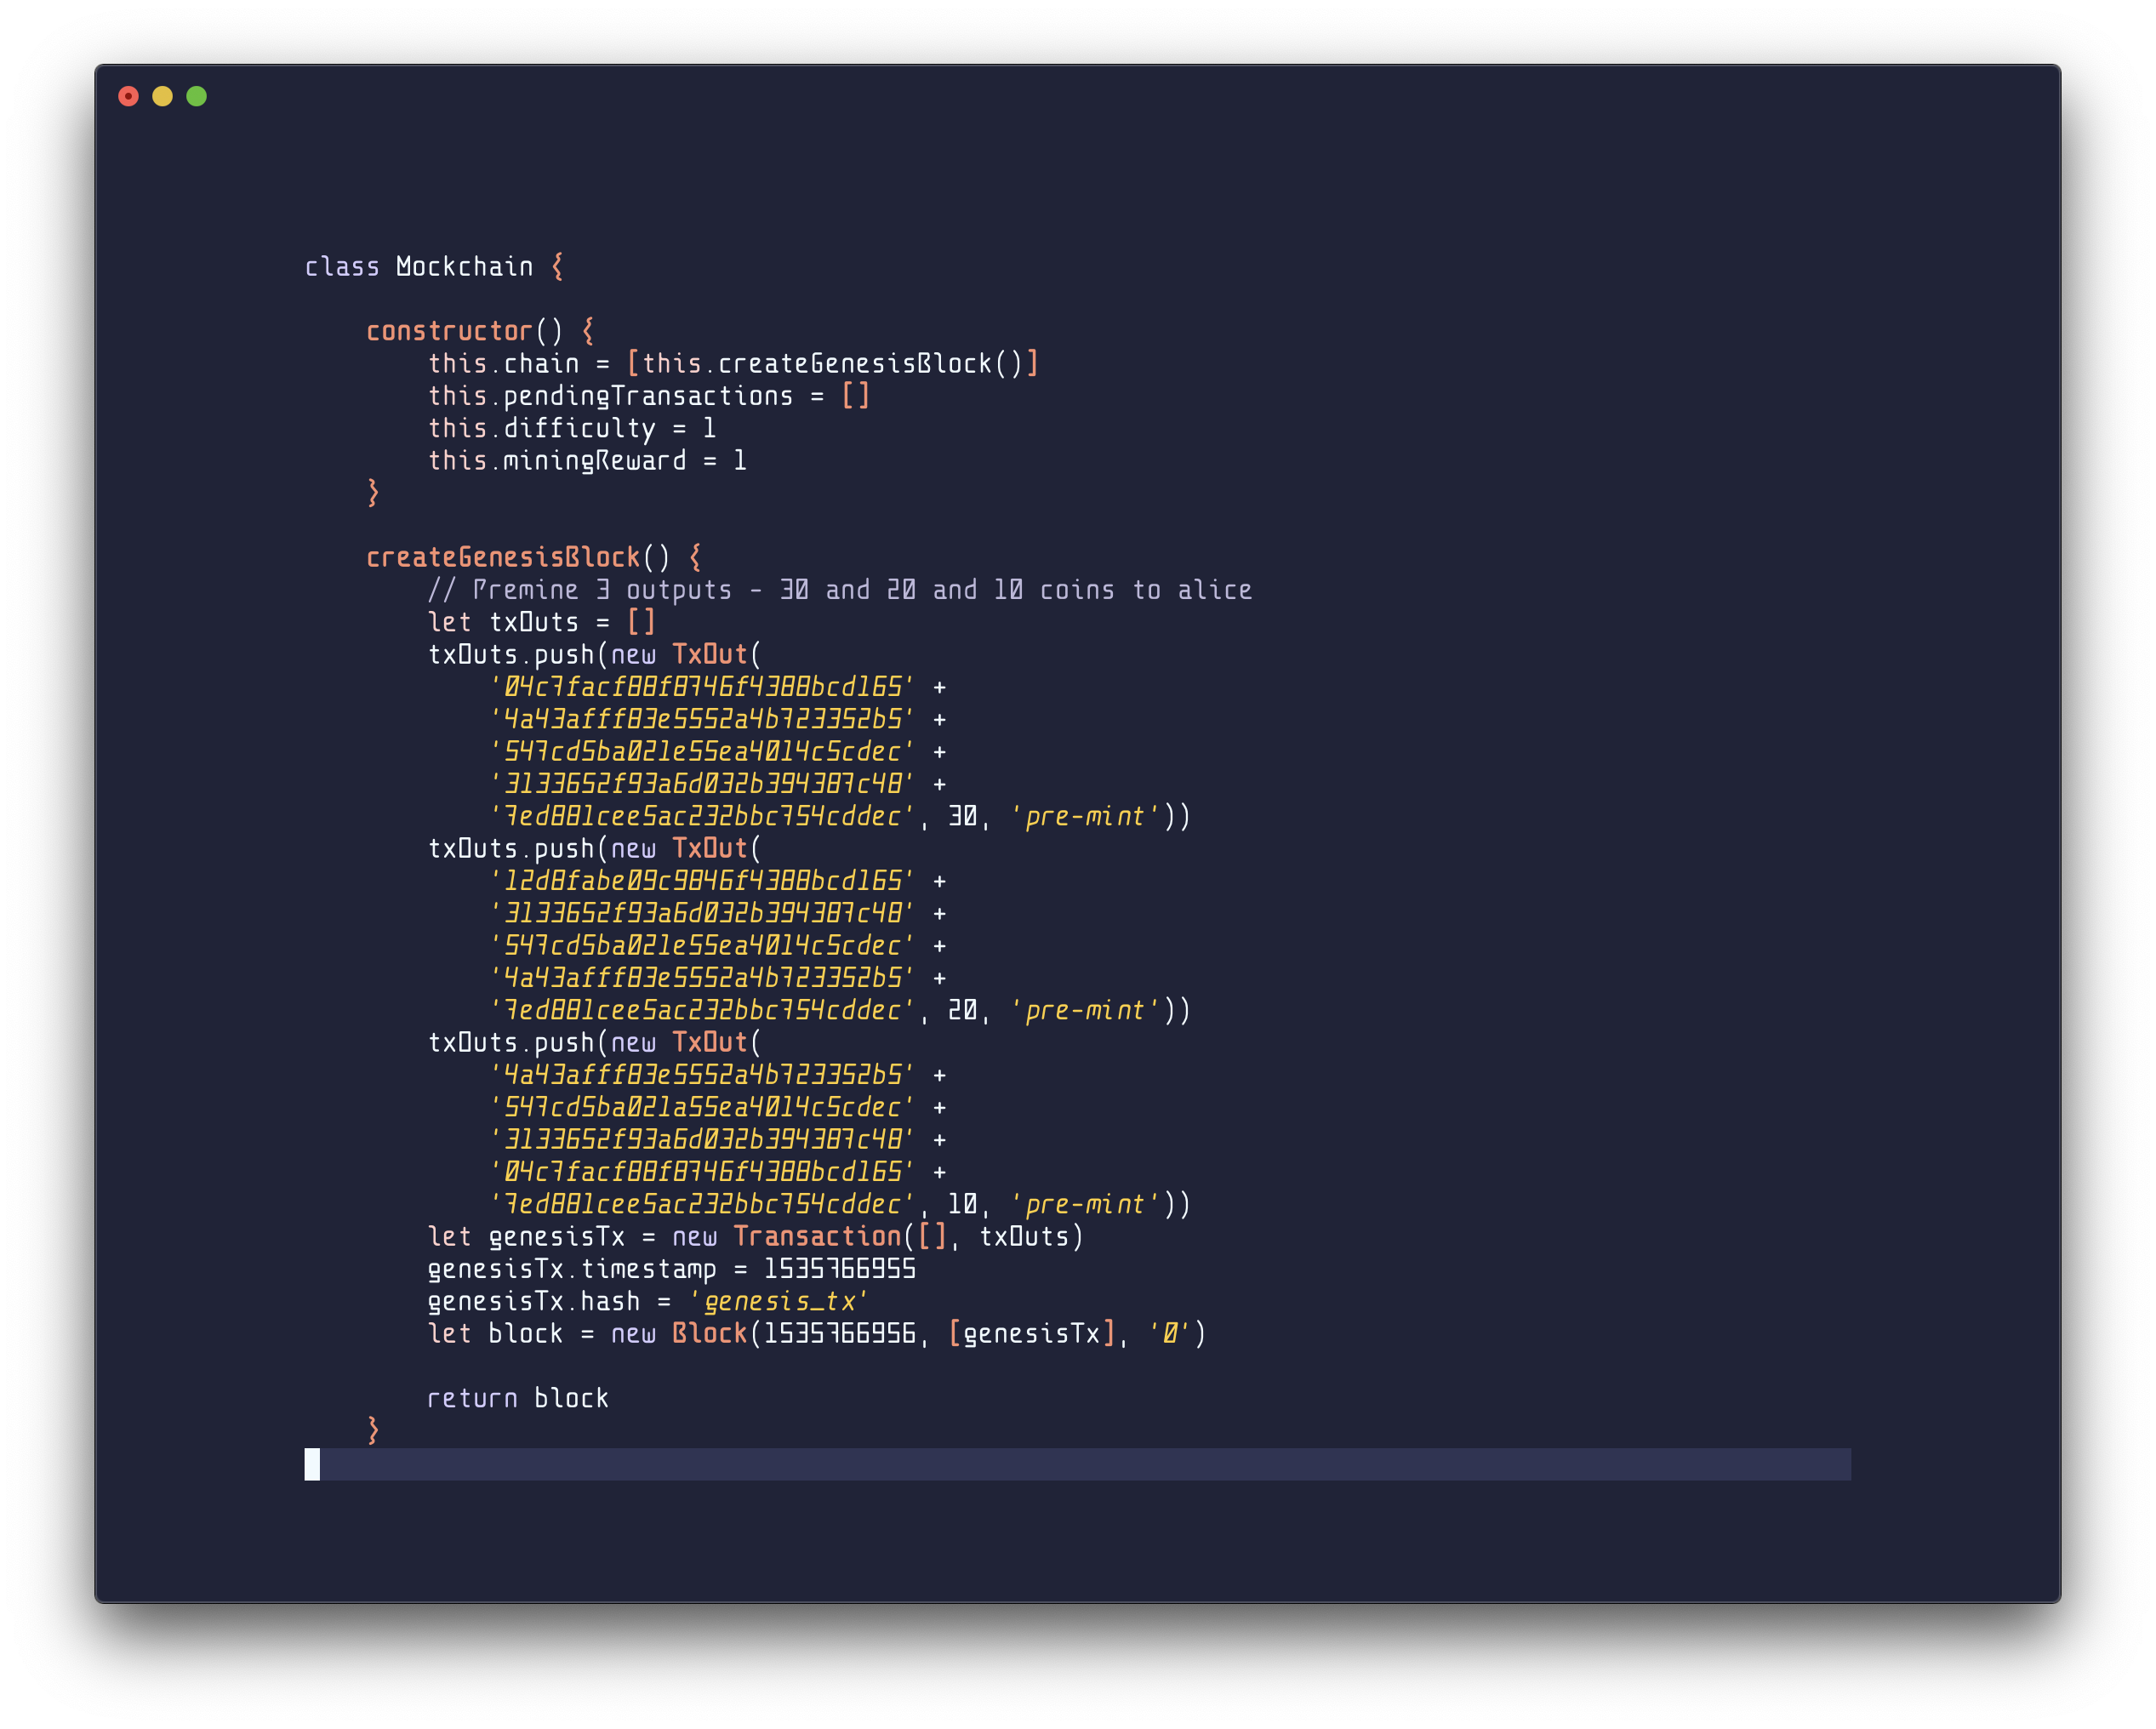 class Mockchain {
constructor() {
this.chain = [this.createGenesisBlock()]
this.pendingTransactions = []
this.difficulty = 1
this.miningReward = 1
}
createGenesisBlock() {
// Premine 3 outputs - 30 and 20 and 10 coins to alice
let txOuts = []
txOuts.push(new TxOut(
'04c7facf88f8746f4388bcd165' +
'4a43afff83e5552a4b723352b5' +
'547cd5ba021e55ea4014c5cdec' +
'3133652f93a6d032b394387c48' +
'7ed881cee5ac232bbc754cddec', 30, 'pre-mint'))
txOuts.push(new TxOut(
'12d8fabe09c9846f4388bcd165' +
'3133652f93a6d032b394387c48' +
'547cd5ba021e55ea4014c5cdec' +
'4a43afff83e5552a4b723352b5' +
'7ed881cee5ac232bbc754cddec', 20, 'pre-mint'))
txOuts.push(new TxOut(
'4a43afff83e5552a4b723352b5' +
'547cd5ba021a55ea4014c5cdec' +
'3133652f93a6d032b394387c48' +
'04c7facf88f8746f4388bcd165' +
'7ed881cee5ac232bbc754cddec', 10, 'pre-mint'))
let genesisTx = new Transaction([], txOuts)
genesisTx.timestamp = 1535766955
genesisTx.hash = 'genesis_tx'
let block = new Block(1535766956, [genesisTx], '0')
return block
}